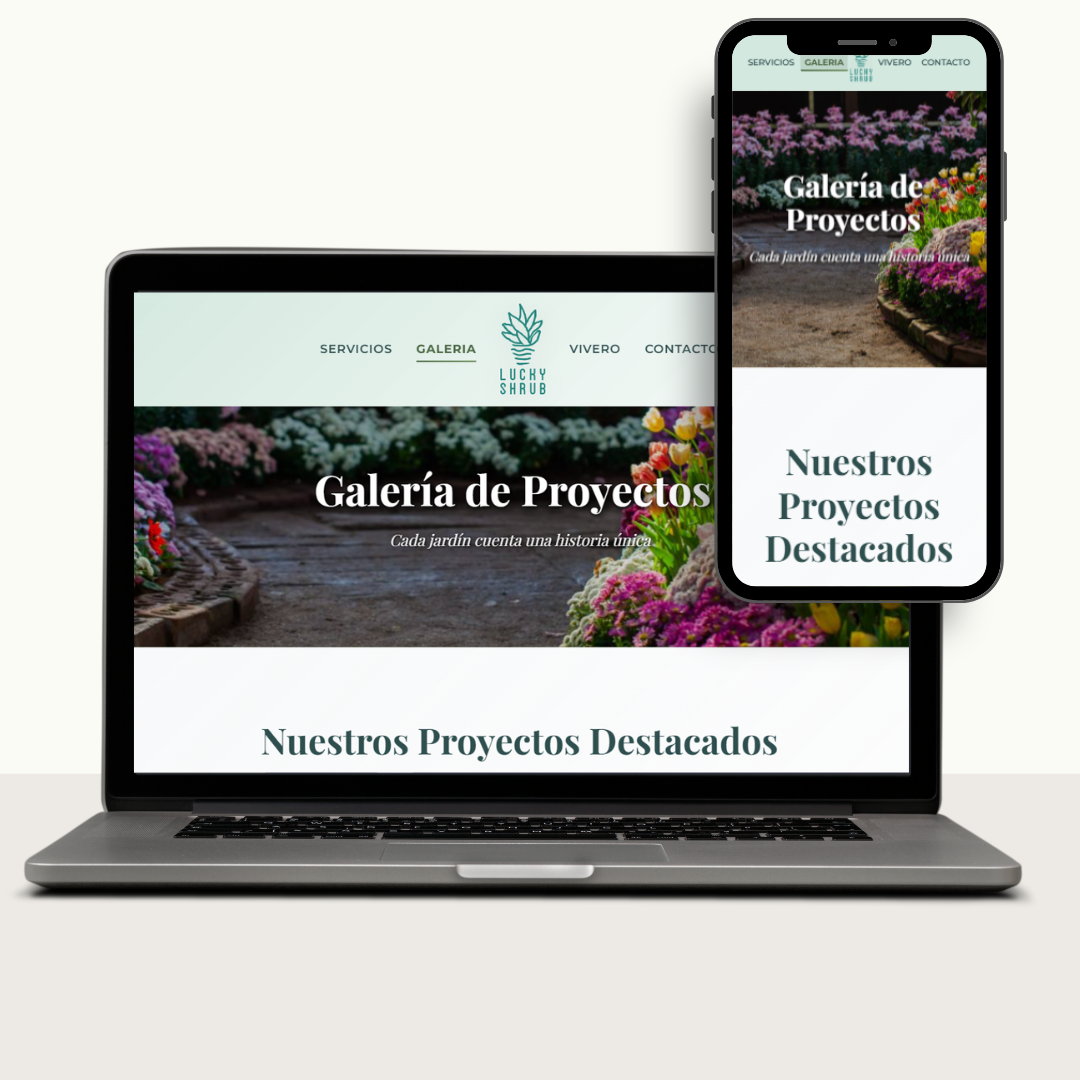 SERVICIOS GALERIA VIVERO CONTACTO
LUCKY
SHRUB
Galería de Proyectos
Cada jardín cuenta una historia única
Nuestros Proyectos Destacados
SERVICIOS GALERIA VIVERO CONTACTO
LUCKY
SHRUB
Galería de
Proyectos
Cada jardín cuenta una historia única
Nuestros
Proyectos
Destacados